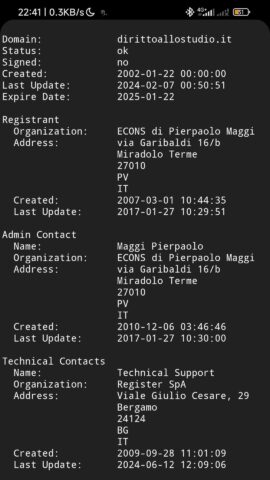 22:41 | 0.3KB/s
4G+
51
Domain: dirittoallostudio.it
Status: ok
Signed: no
Created: 2002-01-22 00:00:00
Last Update: 2024-02-07 00:50:51
Expire Date: 2025-01-22
Registrant
Organization: ECONS di Pierpaolo Maggi
Address: via Garibaldi 16/b
Miradolo Terme
27010
PV
IT
Created: 2007-03-01 10:44:35
Last Update: 2017-01-27 10:29:51
Admin Contact
Name: Maggi Pierpaolo
Organization: ECONS di Pierpaolo Maggi
Address: via Garibaldi 16/b
Miradolo Terme
27010
PV
IT
Created: 2010-12-06 03:46:46
Last Update: 2017-01-27 10:30:00
Technical Contacts
Name: Technical Support
Organization: Register SpA
Address: Viale Giulio Cesare, 29
Bergamo
24124
BG
IT
Created: 2009-09-28 11:01:09
Last Update: 2024-06-12 12:09:06